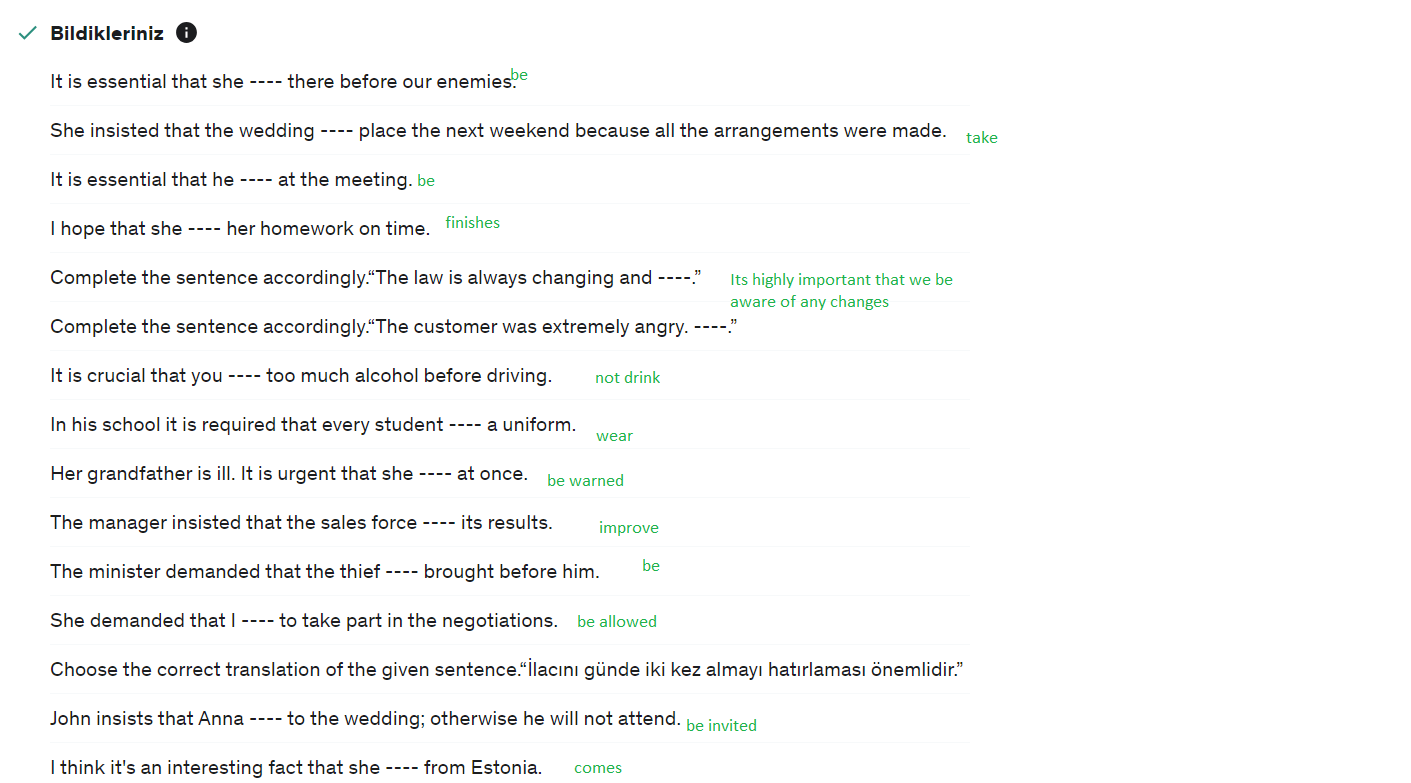 Bildikleriniz
It is essential that she ---- there before our enemies. be
She insisted that the wedding ---- place the next weekend because all the arrangements were made. take
It is essential that he ---- at the meeting. be
I hope that she ---- her homework on time. finishes
Complete the sentence accordingly.“The law is always changing and ----.” Its highly important that we be
aware of any changes
Complete the sentence accordingly.“The customer was extremely angry. ----.”
It is crucial that you ---- too much alcohol before driving. not drink
In his school it is required that every student ---- a uniform. wear
Her grandfather is ill. It is urgent that she ---- at once. be warned
The manager insisted that the sales force ---- its results. improve
The minister demanded that the thief ---- brought before him. be
She demanded that I ---- to take part in the negotiations. be allowed
Choose the correct translation of the given sentence.“İlacını günde iki kez almayı hatırlaması önemlidir.”
John insists that Anna ---- to the wedding; otherwise he will not attend. be invited
I think it's an interesting fact that she ---- from Estonia. comes